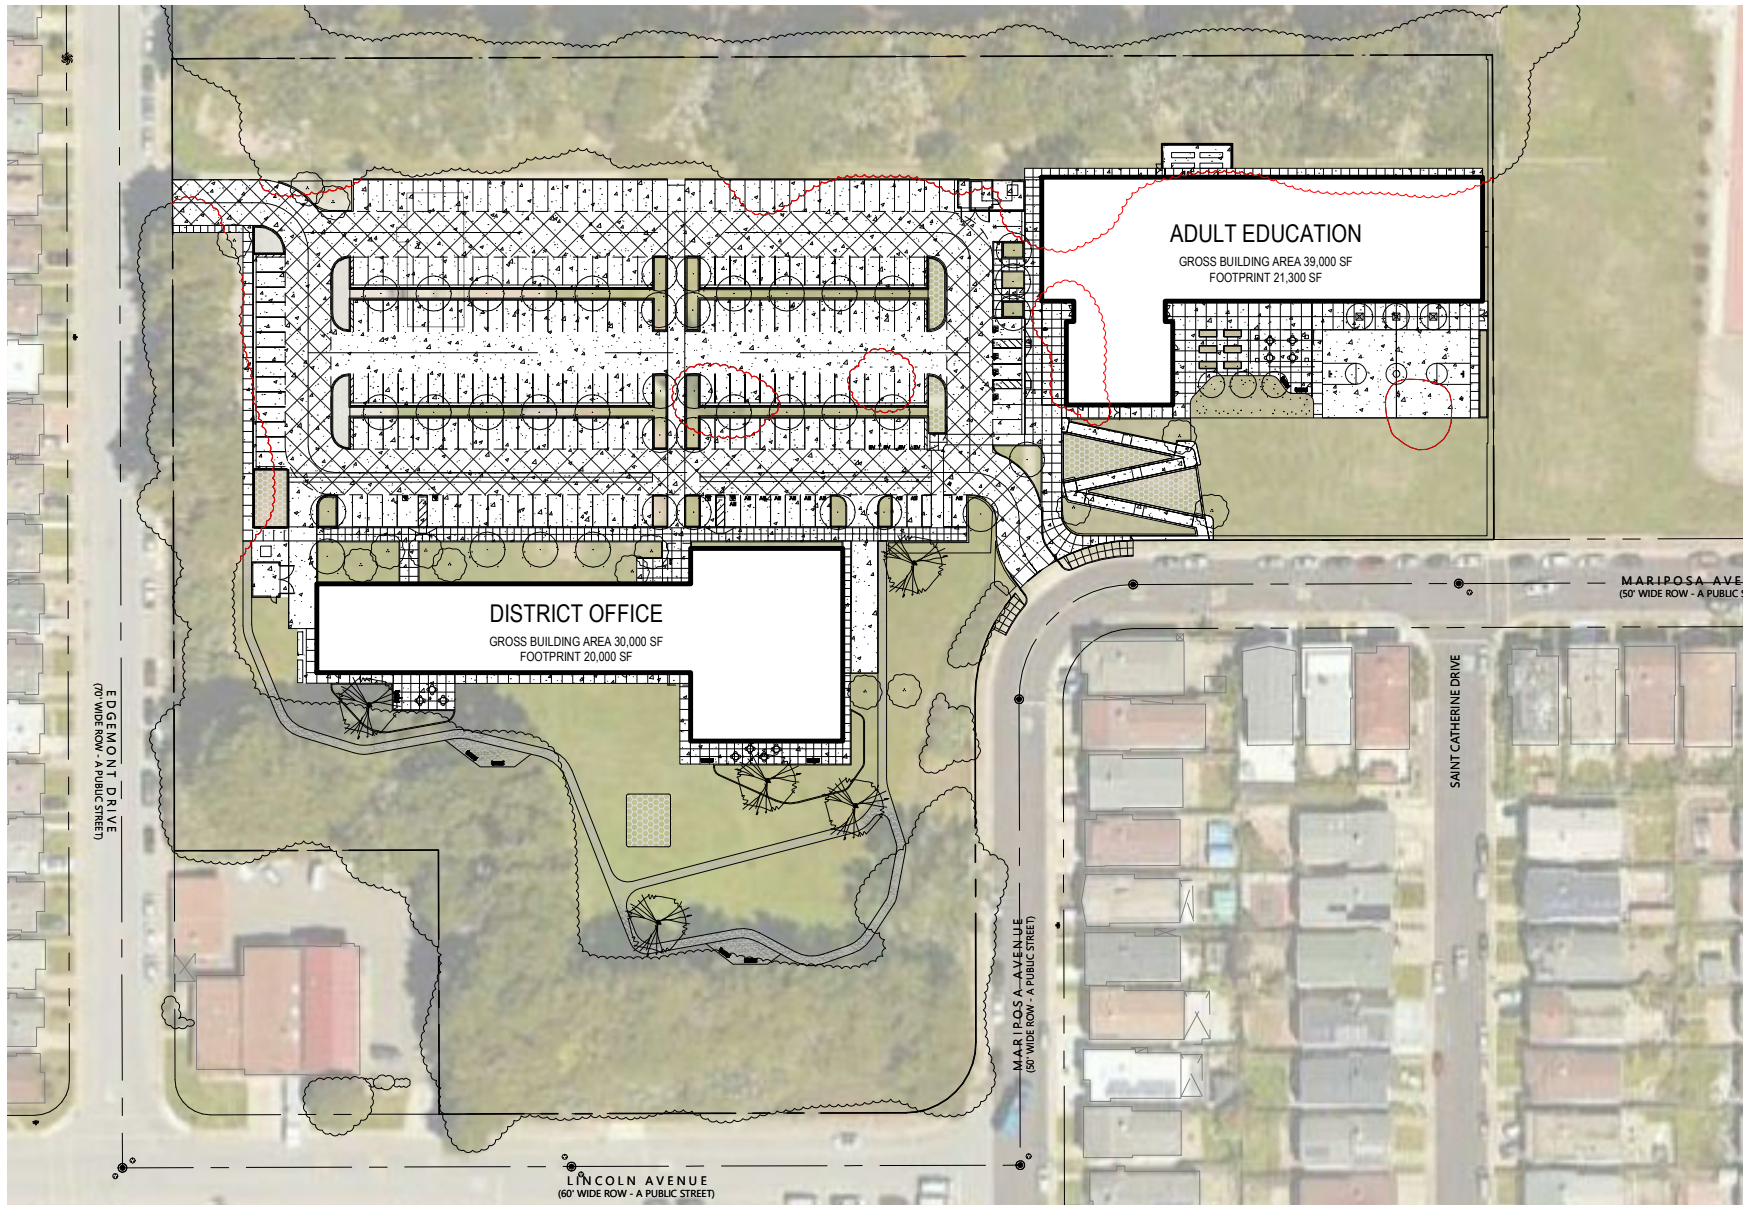 ADULT EDUCATION
GROSS BUILDING AREA 39,000 SF
FOOTPRINT 21,300 SF
DISTRICT OFFICE
GROSS BUILDING AREA 30,000 SF
FOOTPRINT 20,000 SF
MARIPOSA AVE
(50' WIDE ROW - A PUBLIC S
SAINT CATHERINE DRIVE
EDGEMONT DRIVE
(70' WIDE ROW - A PUBLIC STREET)
MARIPOSA AVENUE
(50' WIDE ROW - A PUBLIC STREET)
LINCOLN AVENUE
(60' WIDE ROW - A PUBLIC STREET)